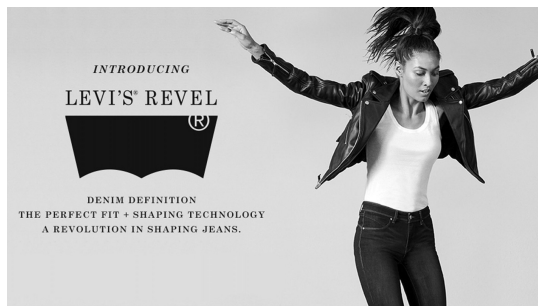 INTRODUCING
LEVI'S® REVEL
®
DENIM DEFINITION
THE PERFECT FIT + SHAPING TECHNOLOGY
A REVOLUTION IN SHAPING JEANS.